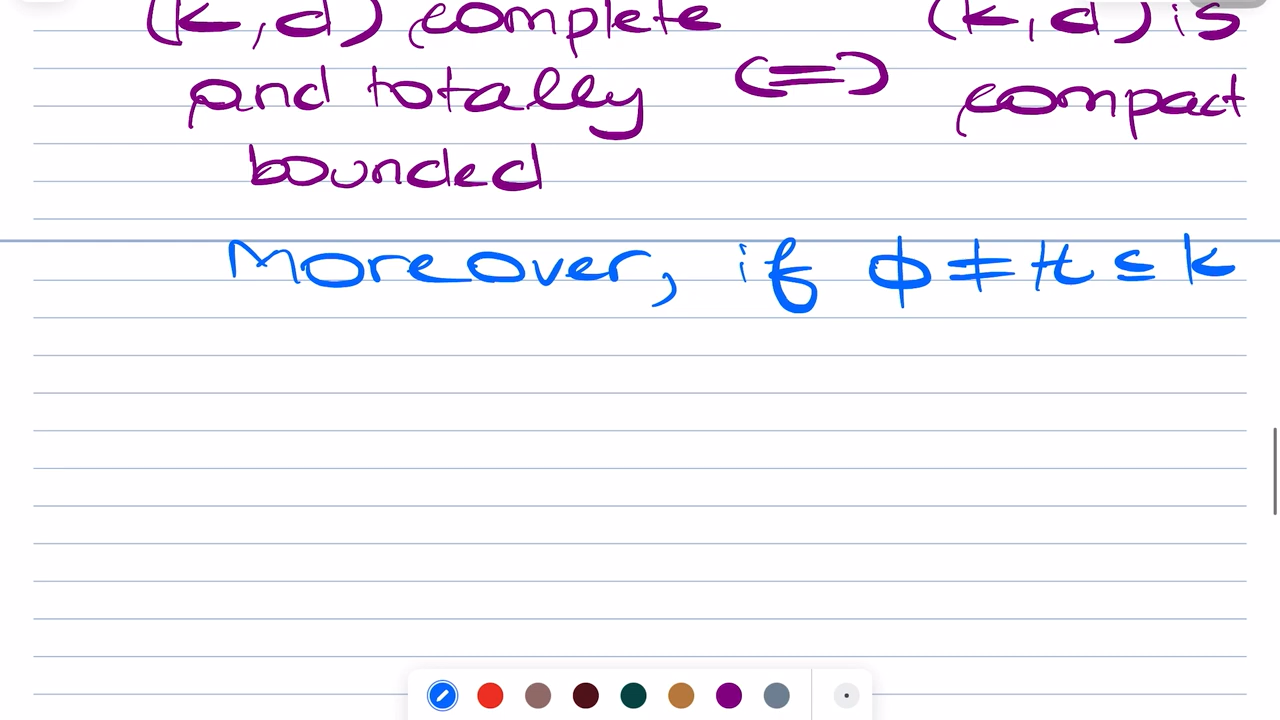 (k,d) complete (k,d) is
and totally (=) compact
bounded
Moreover, if ϕ ≠ H ⊆ k